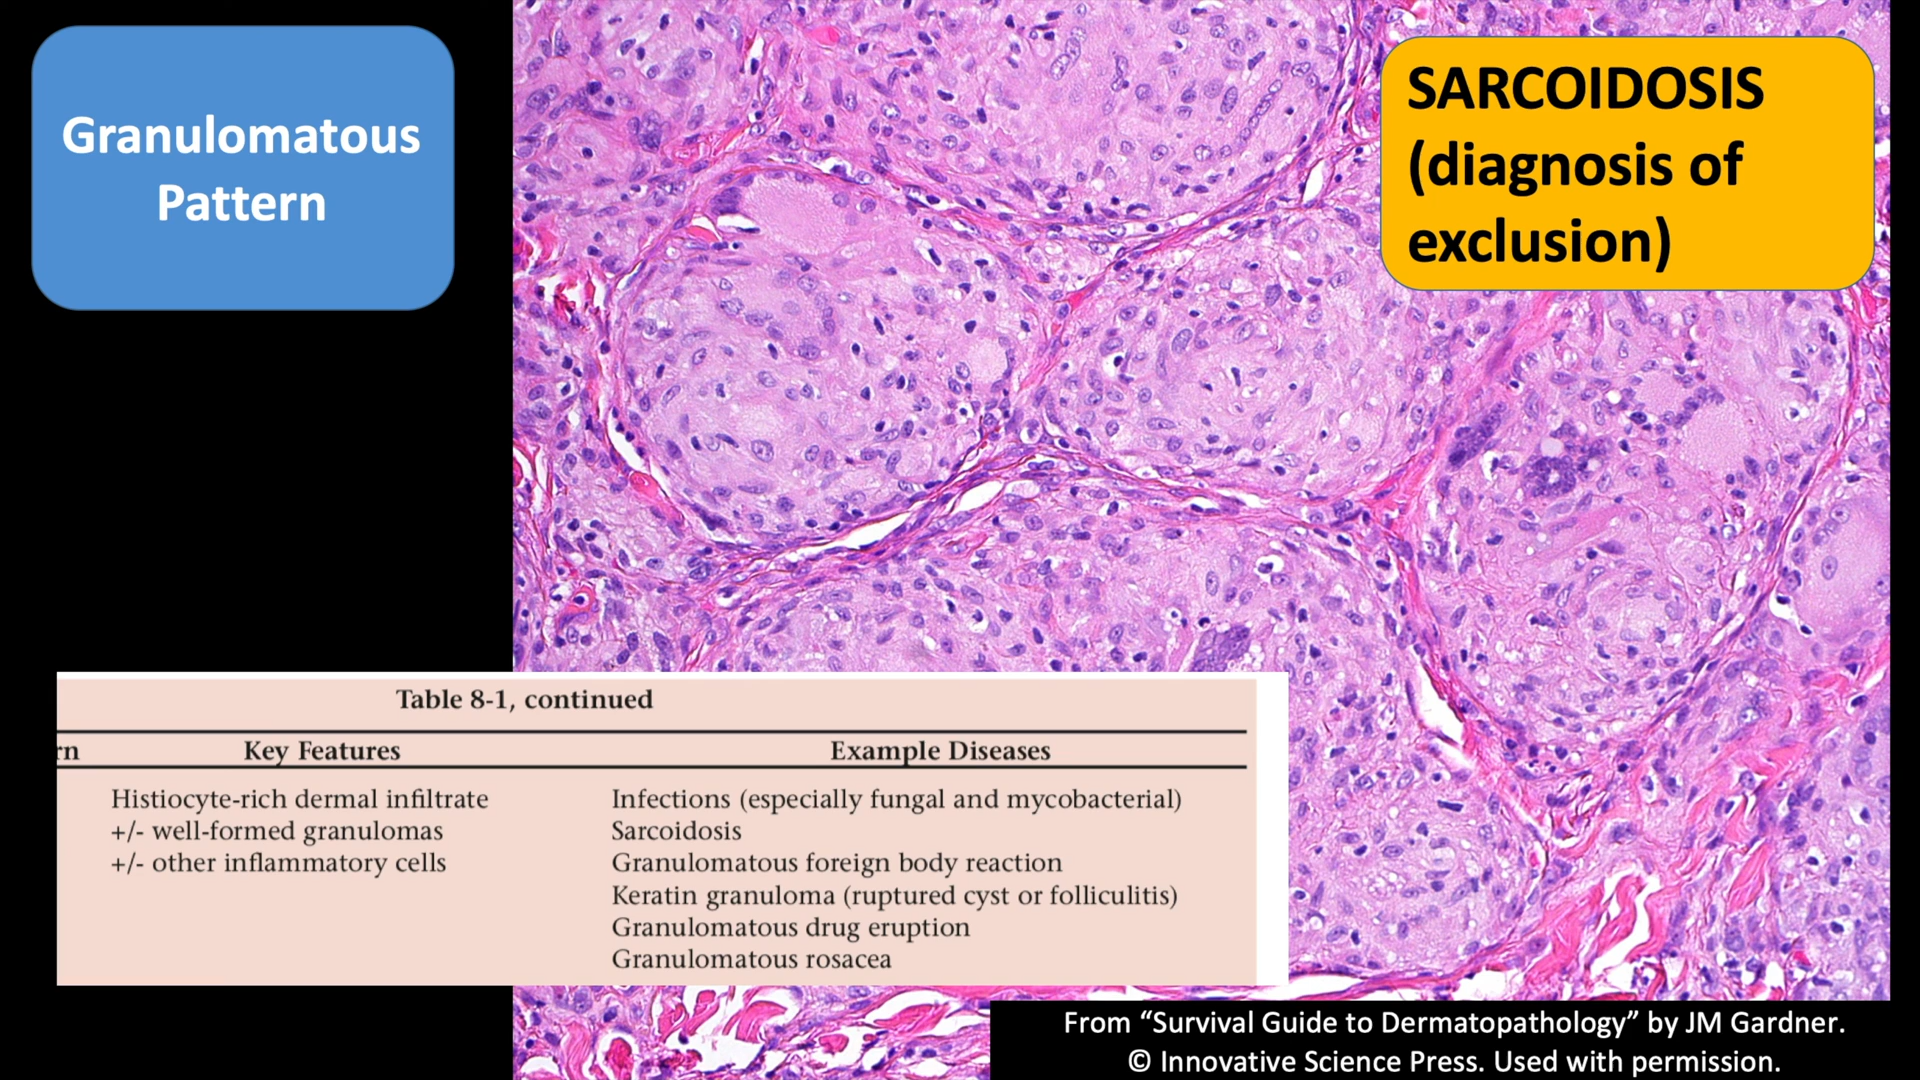 Granulomatous
Pattern
SARCOIDOSIS
(diagnosis of
exclusion)
Table 8-1, continued
rn Key Features Example Diseases
Histiocyte-rich dermal infiltrate Infections (especially fungal and mycobacterial)
+/- well-formed granulomas Sarcoidosis
+/- other inflammatory cells Granulomatous foreign body reaction
Keratin granuloma (ruptured cyst or folliculitis)
Granulomatous drug eruption
Granulomatous rosacea
From “Survival Guide to Dermatopathology” by JM Gardner.
© Innovative Science Press. Used with permission.